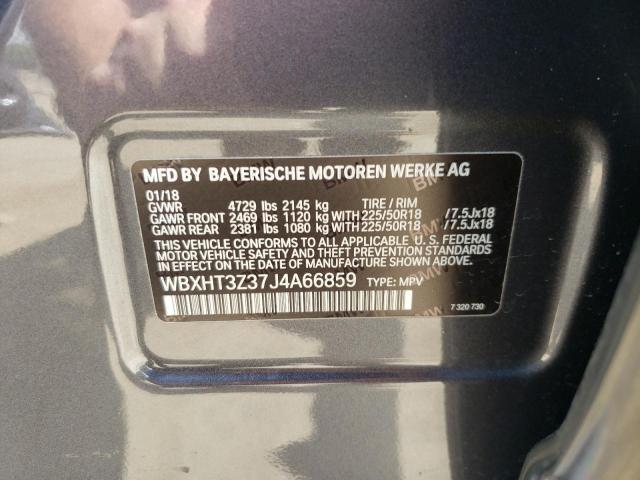 MFD BY BAYERISCHE MOTOREN WERKE AG
01/18
GVWR 4729 lbs 2145 kg TIRE / RIM
GAWR FRONT 2469 lbs 1120 kg WITH 225/50R18 /7.5Jx18
GAWR REAR 2381 lbs 1080 kg WITH 225/50R18 /7.5Jx18
THIS VEHICLE CONFORMS TO ALL APPLICABLE U.S. FEDERAL
MOTOR VEHICLE SAFETY, BUMPER, AND THEFT PREVENTION
STANDARDS IN EFFECT ON THE DATE OF MANUFACTURE SHOWN ABOVE.
WBXHT3Z37J4A66859 TYPE: MPV
7 320 730